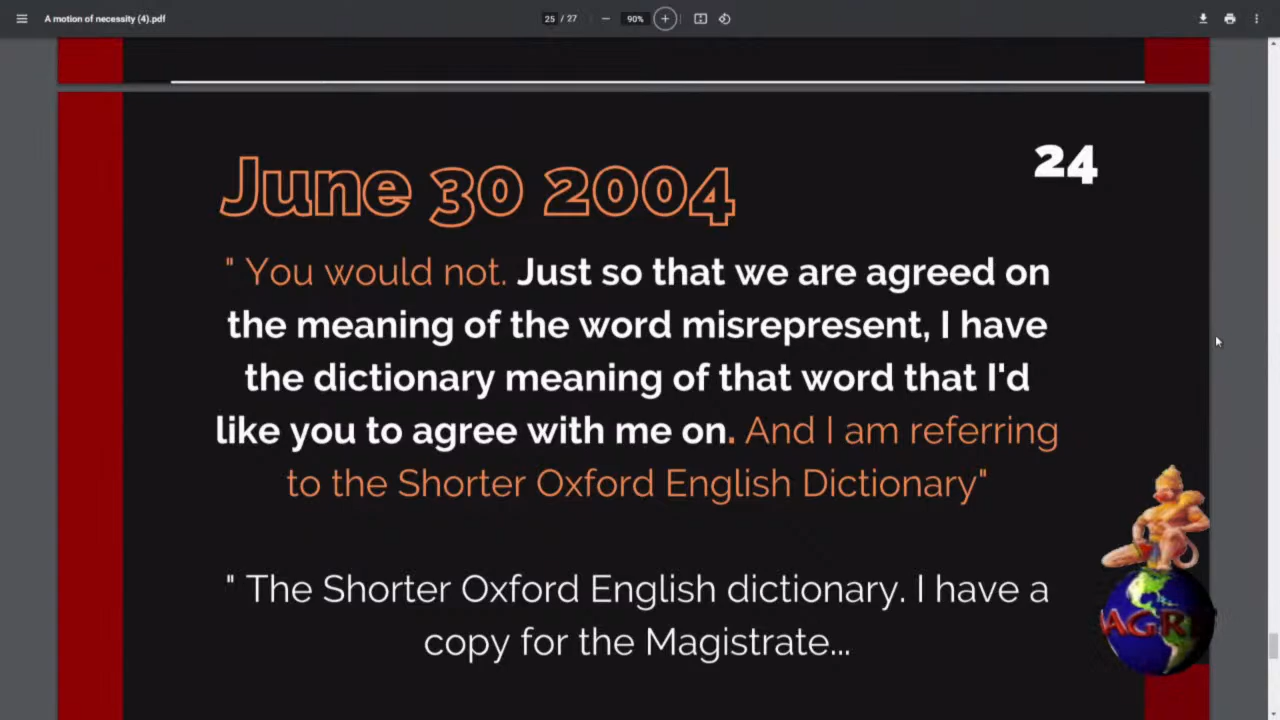 A motion of necessity (4).pdf
25 / 27
90%
June 30 2004
24
" You would not. Just so that we are agreed on
the meaning of the word misrepresent, I have
the dictionary meaning of that word that I'd
like you to agree with me on. And I am referring
to the Shorter Oxford English Dictionary"
" The Shorter Oxford English dictionary. I have a
copy for the Magistrate...